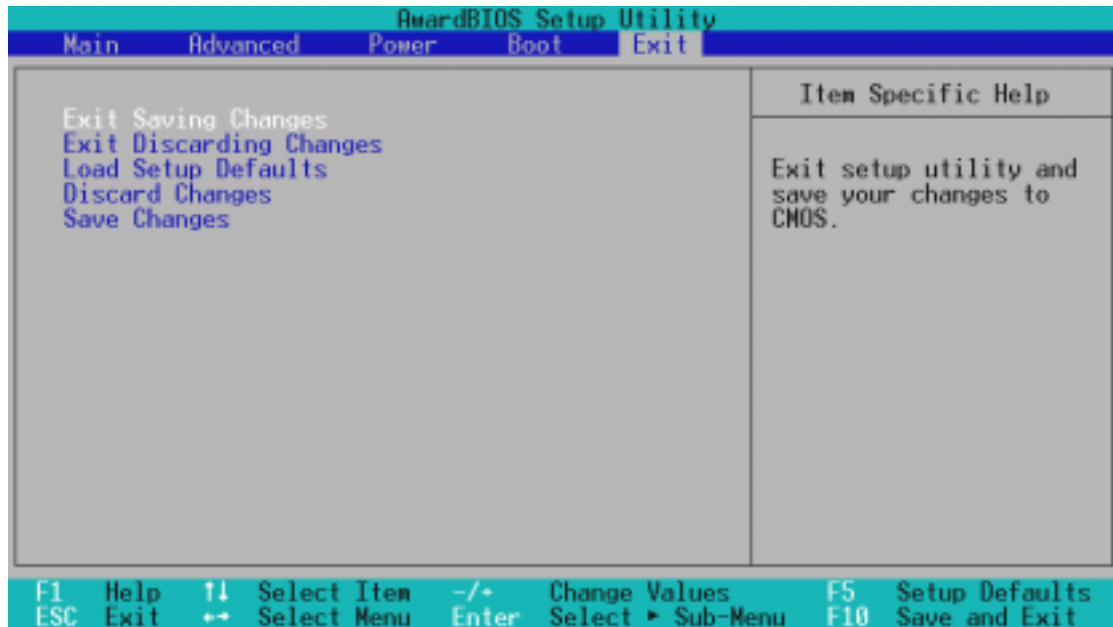 AwardBIOS Setup Utility
Main Advanced Power Boot Exit
Exit Saving Changes
Exit Discarding Changes
Load Setup Defaults
Discard Changes
Save Changes
Item Specific Help
Exit setup utility and
save your changes to
CMOS.
F1 Help ↑↓ Select Item -/+ Change Values F5 Setup Defaults
ESC Exit ←→ Select Menu Enter Select ► Sub-Menu F10 Save and Exit